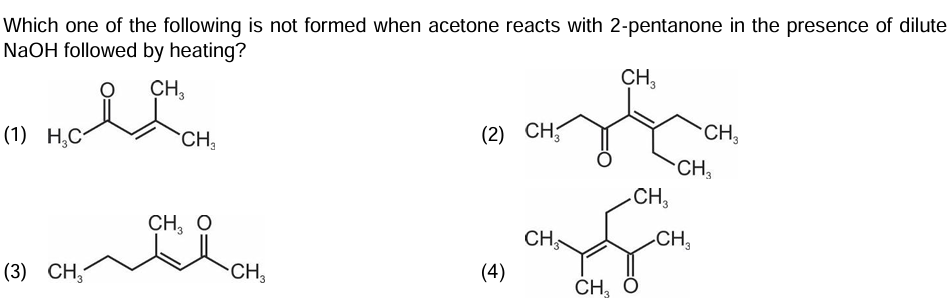 Which one of the following is not formed when acetone reacts with 2-pentanone in the presence of dilute
NaOH followed by heating?
(1) H₃C O CH₃ CH₃
(2) CH₃ O CH₃ CH₃ CH₃
(3) CH₃ CH₃ O CH₃
(4) CH₃ CH₃ O CH₃ CH₃